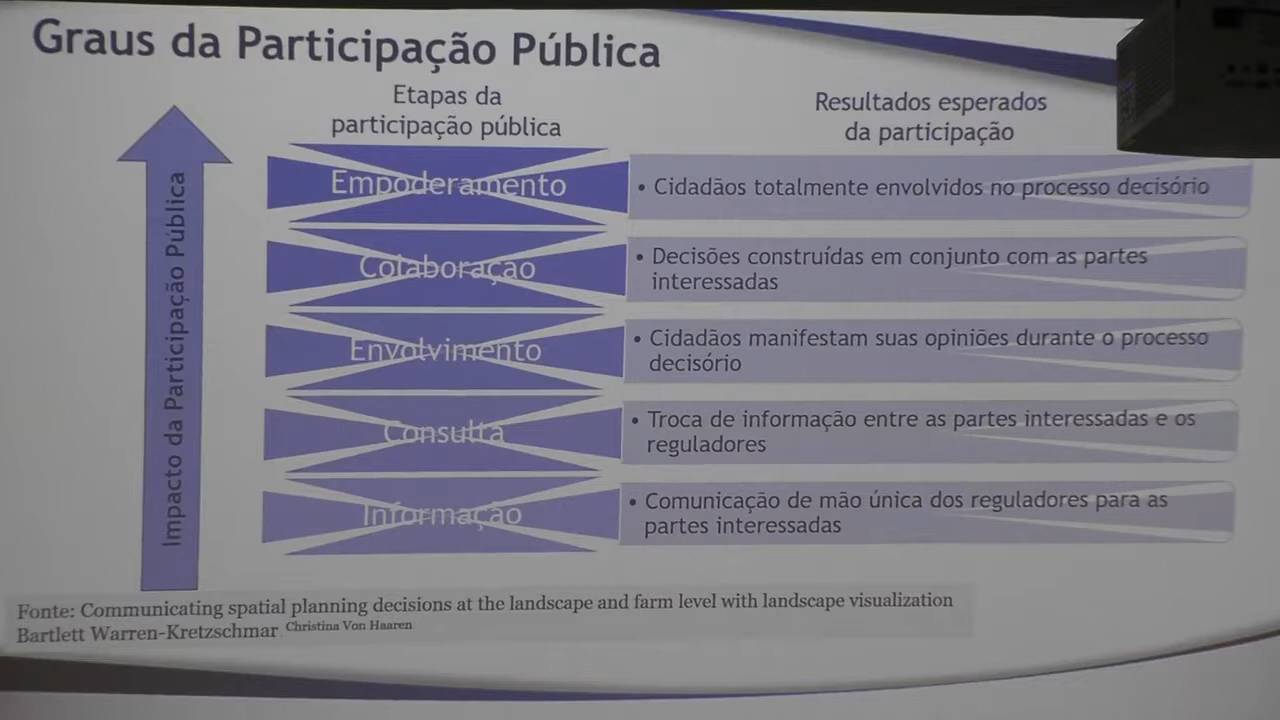 Graus da Participação Pública
Etapas da
participação pública
Resultados esperados
da participação
Impacto da Participação Pública
Empoderamento
• Cidadãos totalmente envolvidos no processo decisório
Colaboração
• Decisões construídas em conjunto com as partes
interessadas
Envolvimento
• Cidadãos manifestam suas opiniões durante o processo
decisório
Consulta
• Troca de informação entre as partes interessadas e os
reguladores
Informação
• Comunicação de mão única dos reguladores para as
partes interessadas
Fonte: Communicating spatial planning decisions at the landscape and farm level with landscape visualization
Bartlett Warren-Kretzschmar, Christina Von Haaren